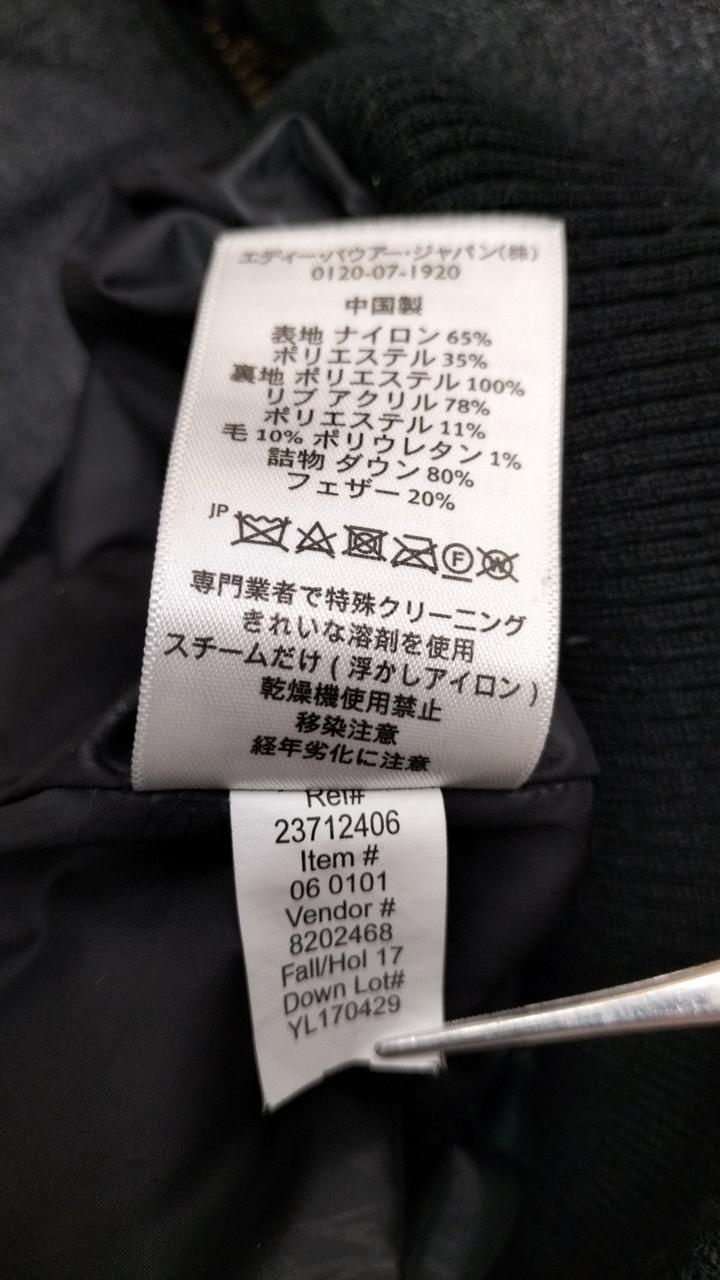 エディー・バウアー・ジャパン(株)
0120-07-1920
中国製
表地 ナイロン 65%
ポリエステル 35%
裏地 ポリエステル 100%
リブ アクリル 78%
ポリエステル 11%
毛 10% ポリウレタン 1%
詰物 ダウン 80%
フェザー 20%
JP
F W
専門業者で特殊クリーニング
きれいな溶剤を使用
スチームだけ ( 浮かしアイロン )
乾燥機使用禁止
移染注意
経年劣化に注意
Ref#
23712406
Item #
06 0101
Vendor #
8202468
Fall/Hol 17
Down Lot#
YL170429